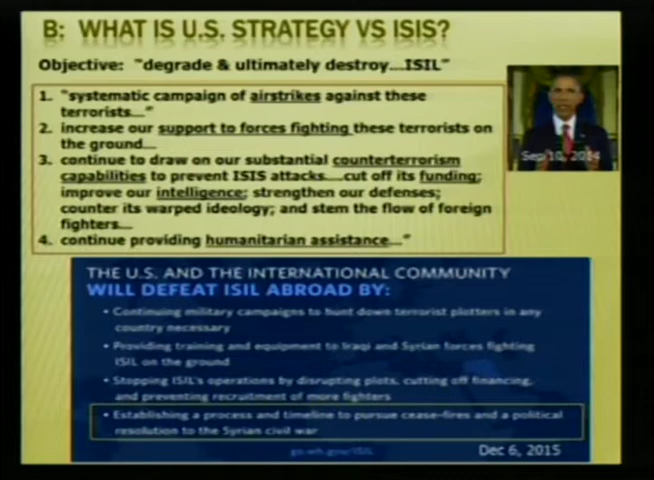 B: WHAT IS U.S. STRATEGY VS ISIS?
Objective: "degrade & ultimately destroy...ISIL"
1. "systematic campaign of airstrikes against these
terrorists..."
2. increase our support to forces fighting these terrorists on
the ground...
3. continue to draw on our substantial counterterrorism
capabilities to prevent ISIS attacks....cut off its funding;
improve our intelligence; strengthen our defenses;
counter its warped ideology; and stem the flow of foreign
fighters...
4. continue providing humanitarian assistance..."
Sep 10, 2014
THE U.S. AND THE INTERNATIONAL COMMUNITY
WILL DEFEAT ISIL ABROAD BY:
• Continuing military campaigns to hunt down terrorist plotters in any
country necessary
• Providing training and equipment to Iraqi and Syrian forces fighting
ISIL on the ground
• Stopping ISIL's operations by disrupting plots, cutting off financing,
and preventing recruitment of more fighters
• Establishing a process and timeline to pursue cease-fires and a political
resolution to the Syrian civil war
go.wh.gov/ISIL
Dec 6, 2015